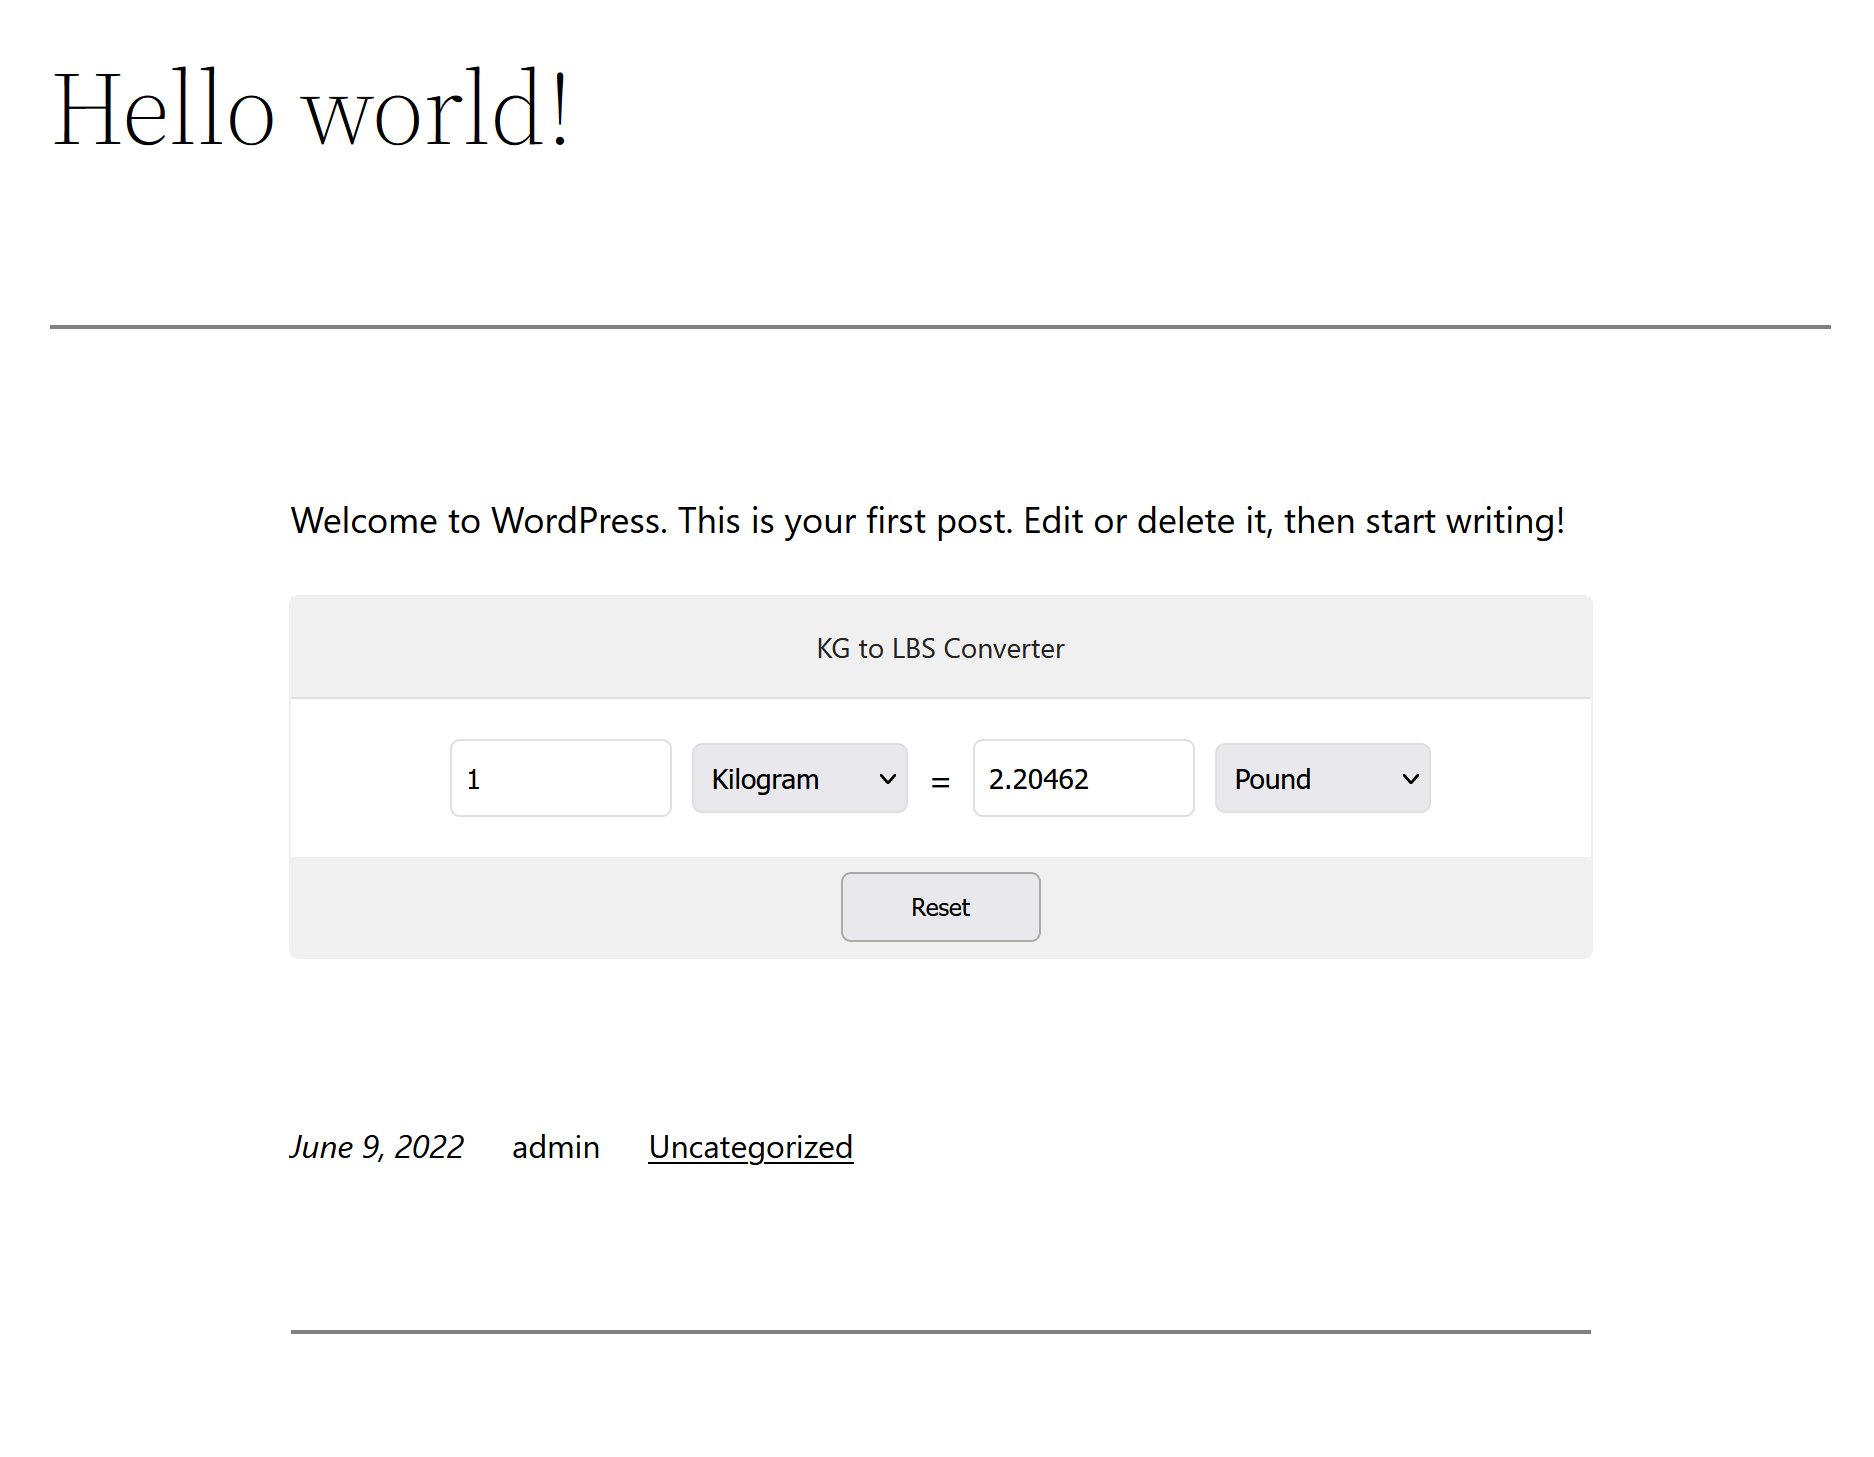 Hello world!
Welcome to WordPress. This is your first post. Edit or delete it, then start writing!
KG to LBS Converter
1 Kilogram = 2.20462 Pound
Reset
June 9, 2022 admin Uncategorized